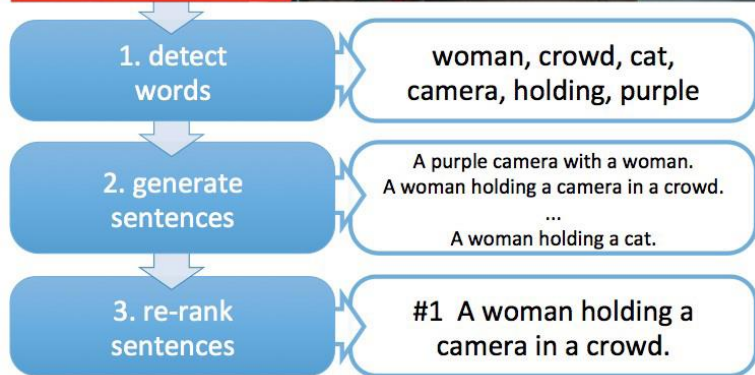 1. detect
words
woman, crowd, cat,
camera, holding, purple
2. generate
sentences
A purple camera with a woman.
A woman holding a camera in a crowd.
...
A woman holding a cat.
3. re-rank
sentences
#1 A woman holding a
camera in a crowd.